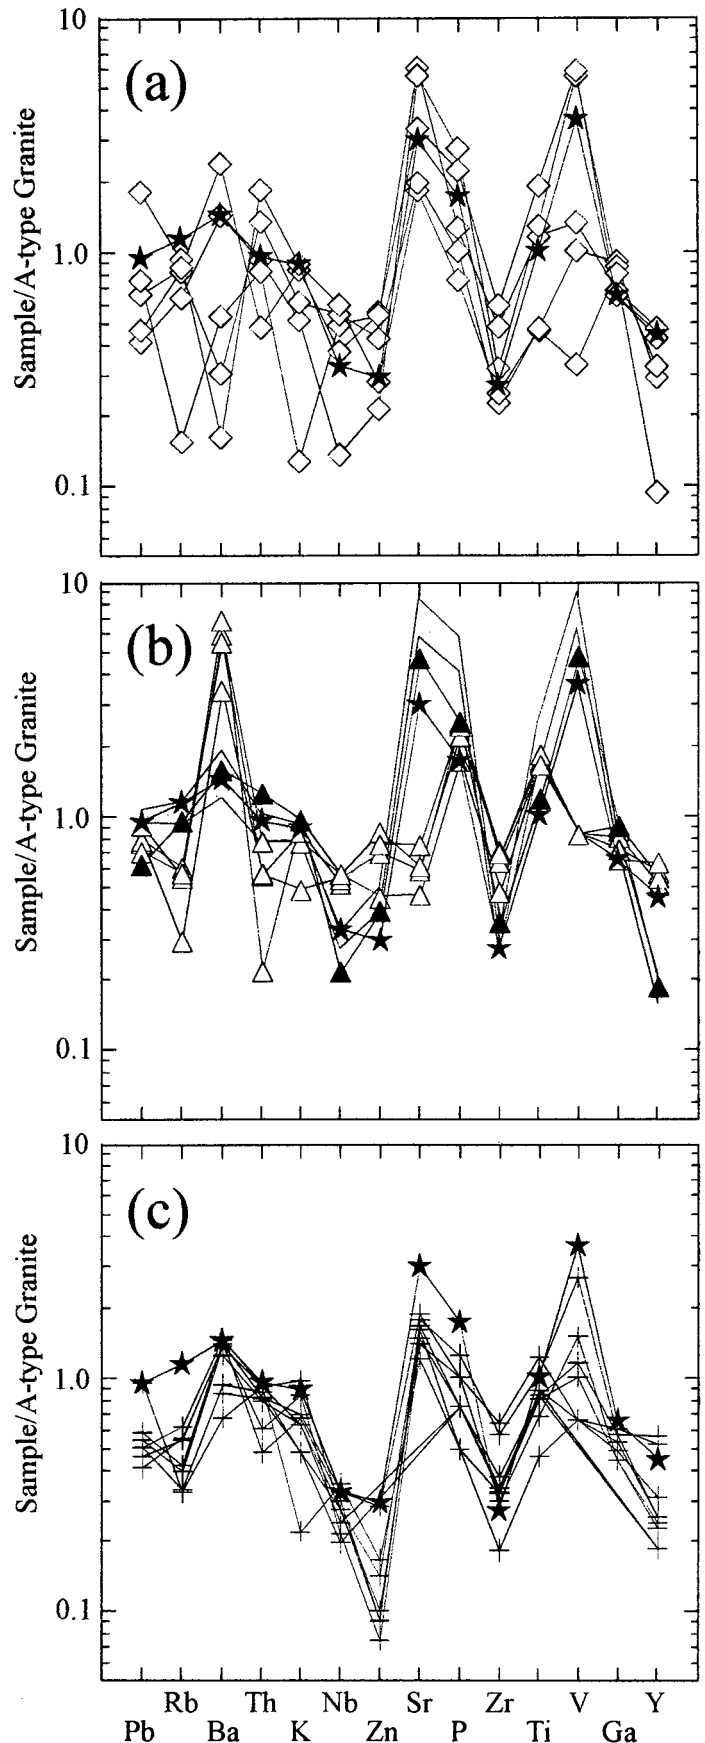 10
(a)
Sample/A-type Granite
1.0
0.1
10
(b)
Sample/A-type Granite
1.0
0.1
10
(c)
Sample/A-type Granite
1.0
0.1
Rb Th Nb Sr Zr V Y
Pb Ba K Zn P Ti Ga